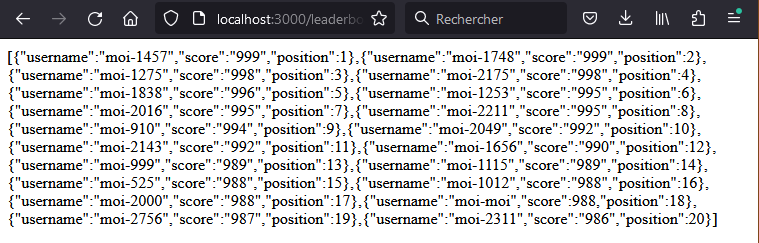 localhost:3000/leaderbo
Rechercher
[{"username":"moi-1457","score":"999","position":1},{"username":"moi-1748","score":"999","position":2},
{"username":"moi-1275","score":"998","position":3},{"username":"moi-2175","score":"998","position":4},
{"username":"moi-1838","score":"996","position":5},{"username":"moi-1253","score":"995","position":6},
{"username":"moi-2016","score":"995","position":7},{"username":"moi-2211","score":"995","position":8},
{"username":"moi-910","score":"994","position":9},{"username":"moi-2049","score":"992","position":10},
{"username":"moi-2143","score":"992","position":11},{"username":"moi-1656","score":"990","position":12},
{"username":"moi-999","score":"989","position":13},{"username":"moi-1115","score":"989","position":14},
{"username":"moi-525","score":"988","position":15},{"username":"moi-1012","score":"988","position":16},
{"username":"moi-2000","score":"988","position":17},{"username":"moi-moi","score":988,"position":18},
{"username":"moi-2756","score":"987","position":19},{"username":"moi-2311","score":"986","position":20}]